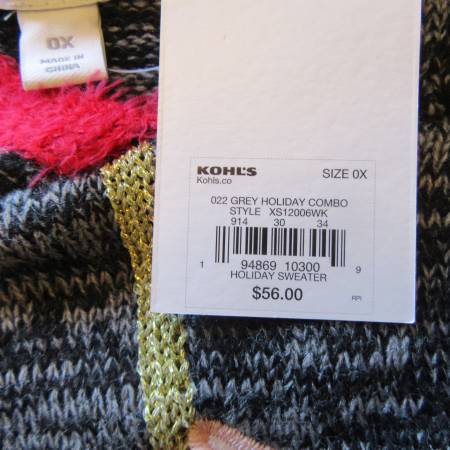 0X
MADE IN
CHINA
KOHL'S
SIZE 0X
Kohls.co
022 GREY HOLIDAY COMBO
STYLE XS12006WK
914 30 34
1 94869 10300 9
HOLIDAY SWEATER
$56.00
RPI